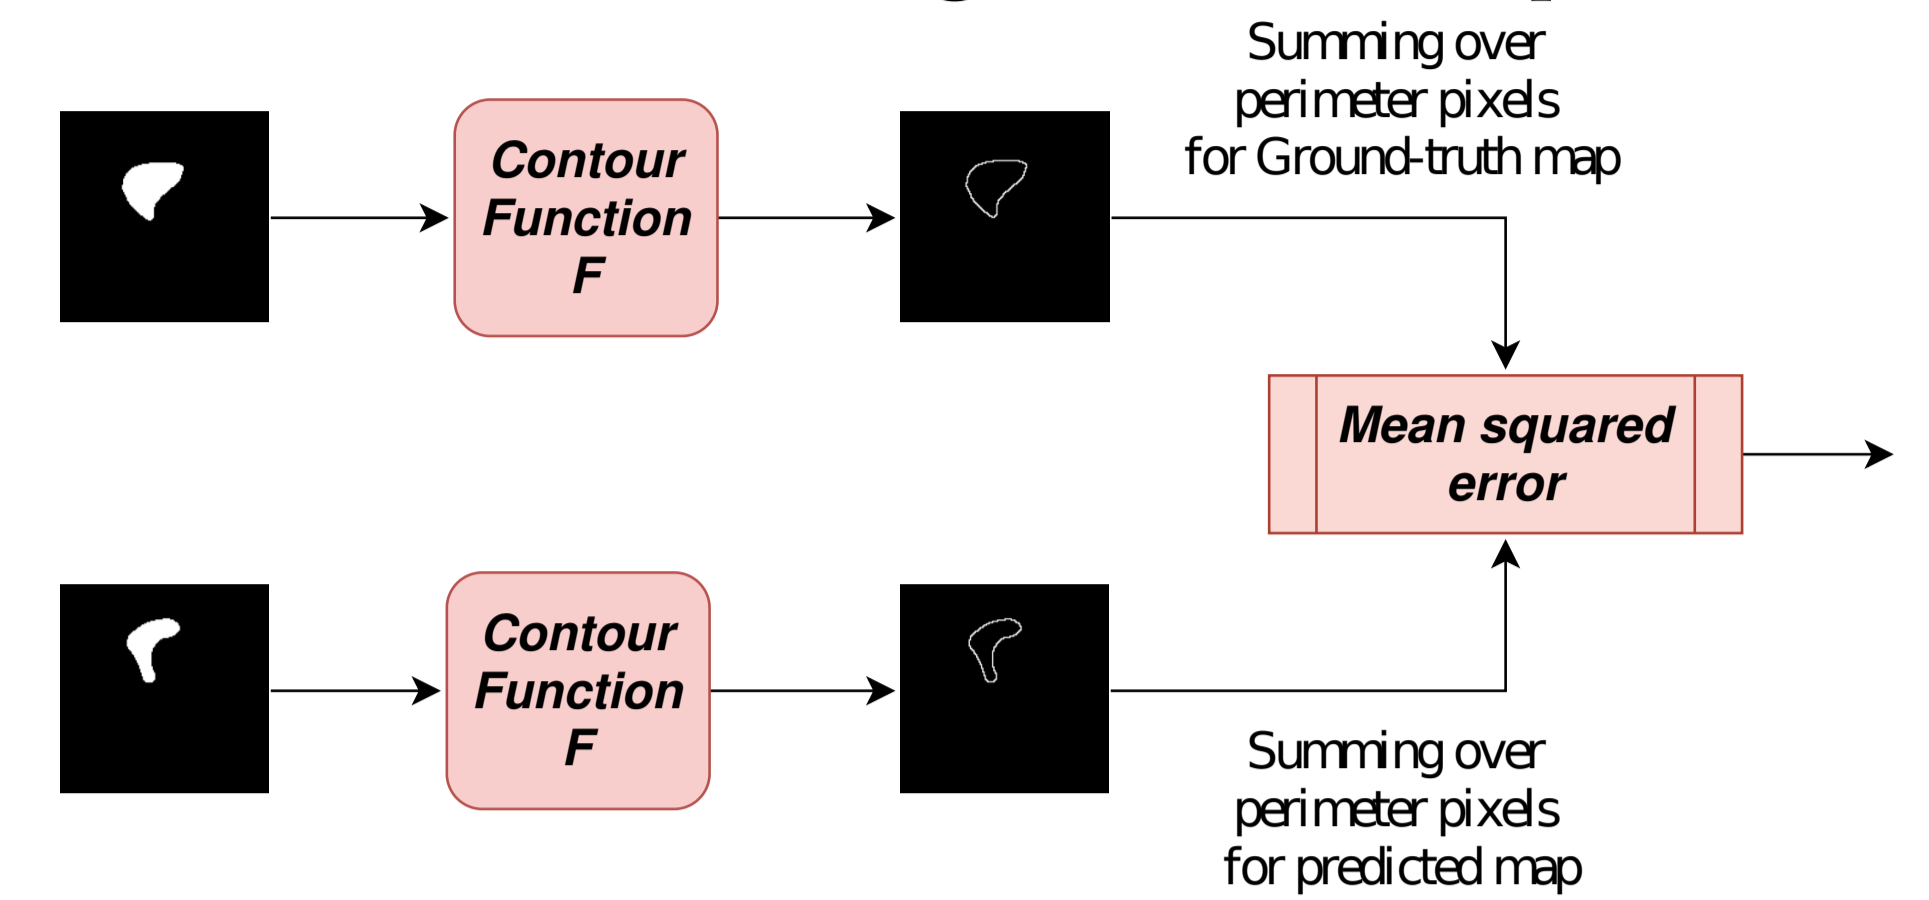 Summing over
perimeter pixels
for Ground-truth map
Contour
Function
F
Mean squared
error
Contour
Function
F
Summing over
perimeter pixels
for predicted map